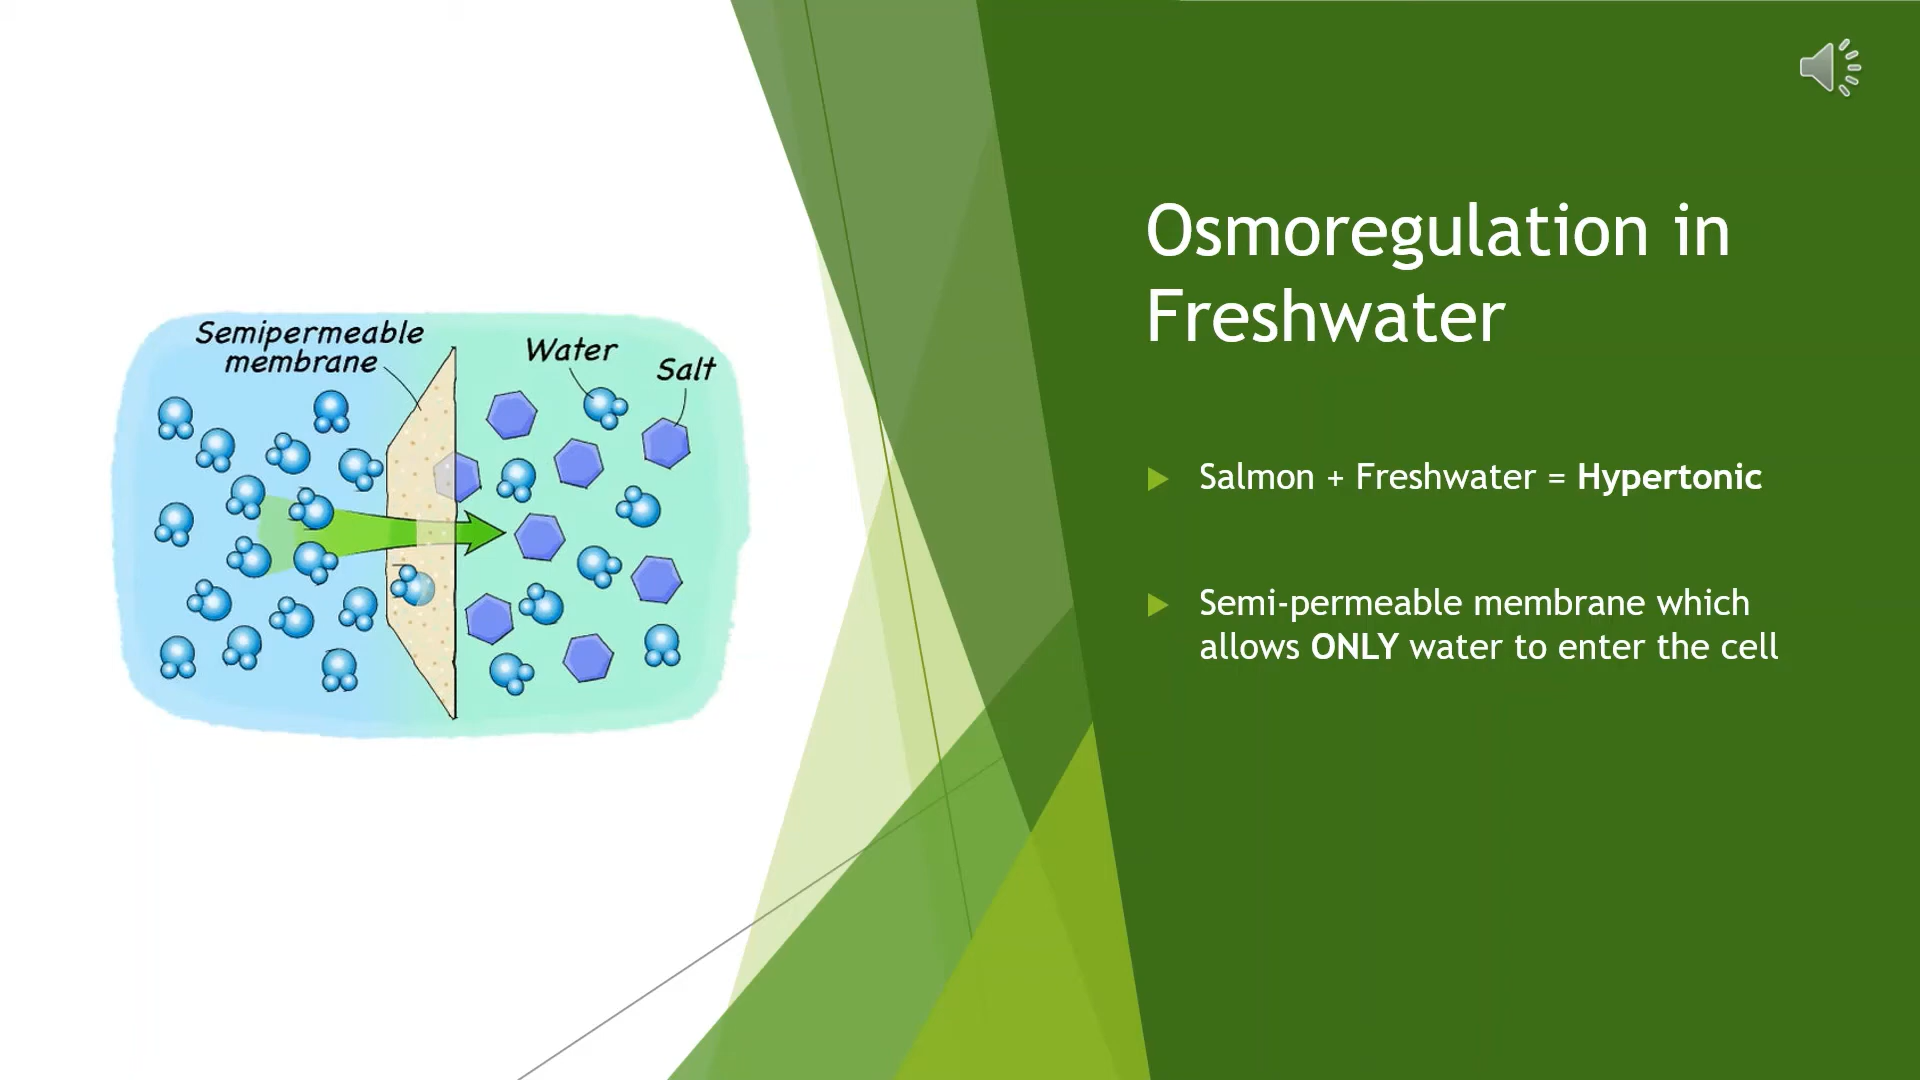 Semipermeable
membrane
Water
Salt
Osmoregulation in
Freshwater
Salmon + Freshwater = Hypertonic
Semi-permeable membrane which
allows ONLY water to enter the cell